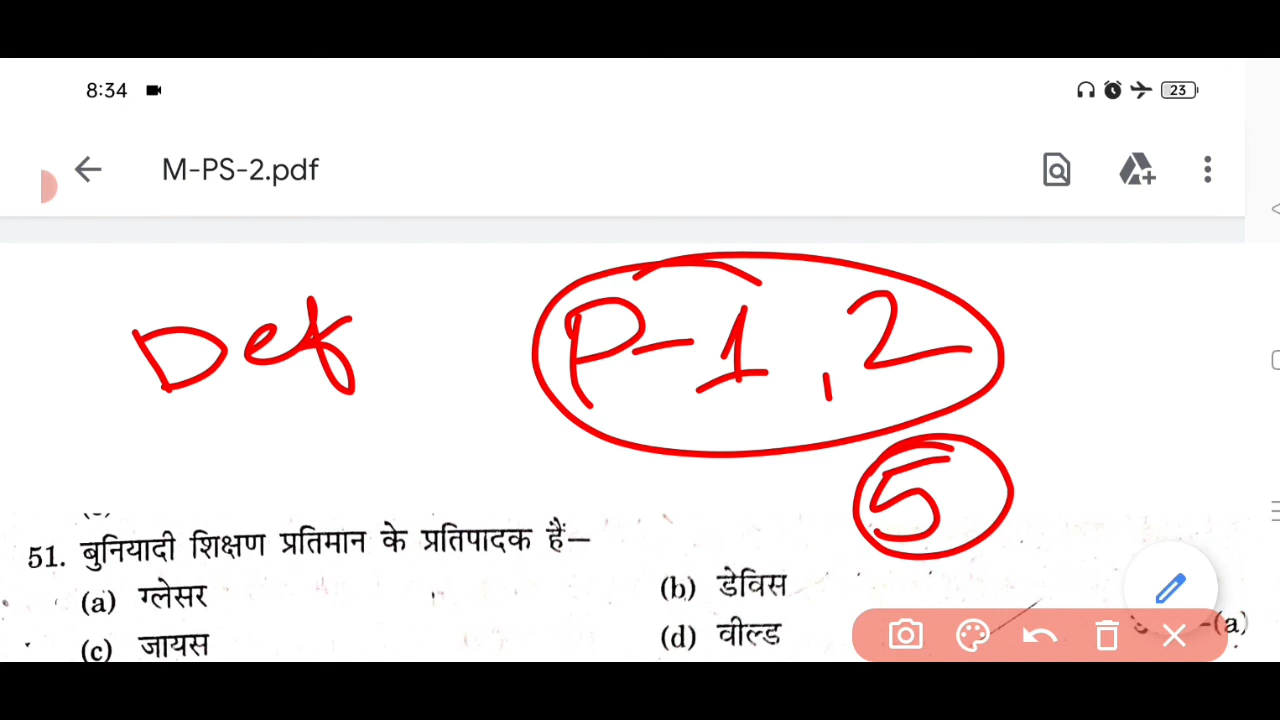 8:34 23
M-PS-2.pdf
Def P-1, 2
5
51. बुनियादी शिक्षण प्रतिमान के प्रतिपादक हैं—
(a) ग्लेसर (b) डेविस
(c) जायस (d) वील्ड
(a)